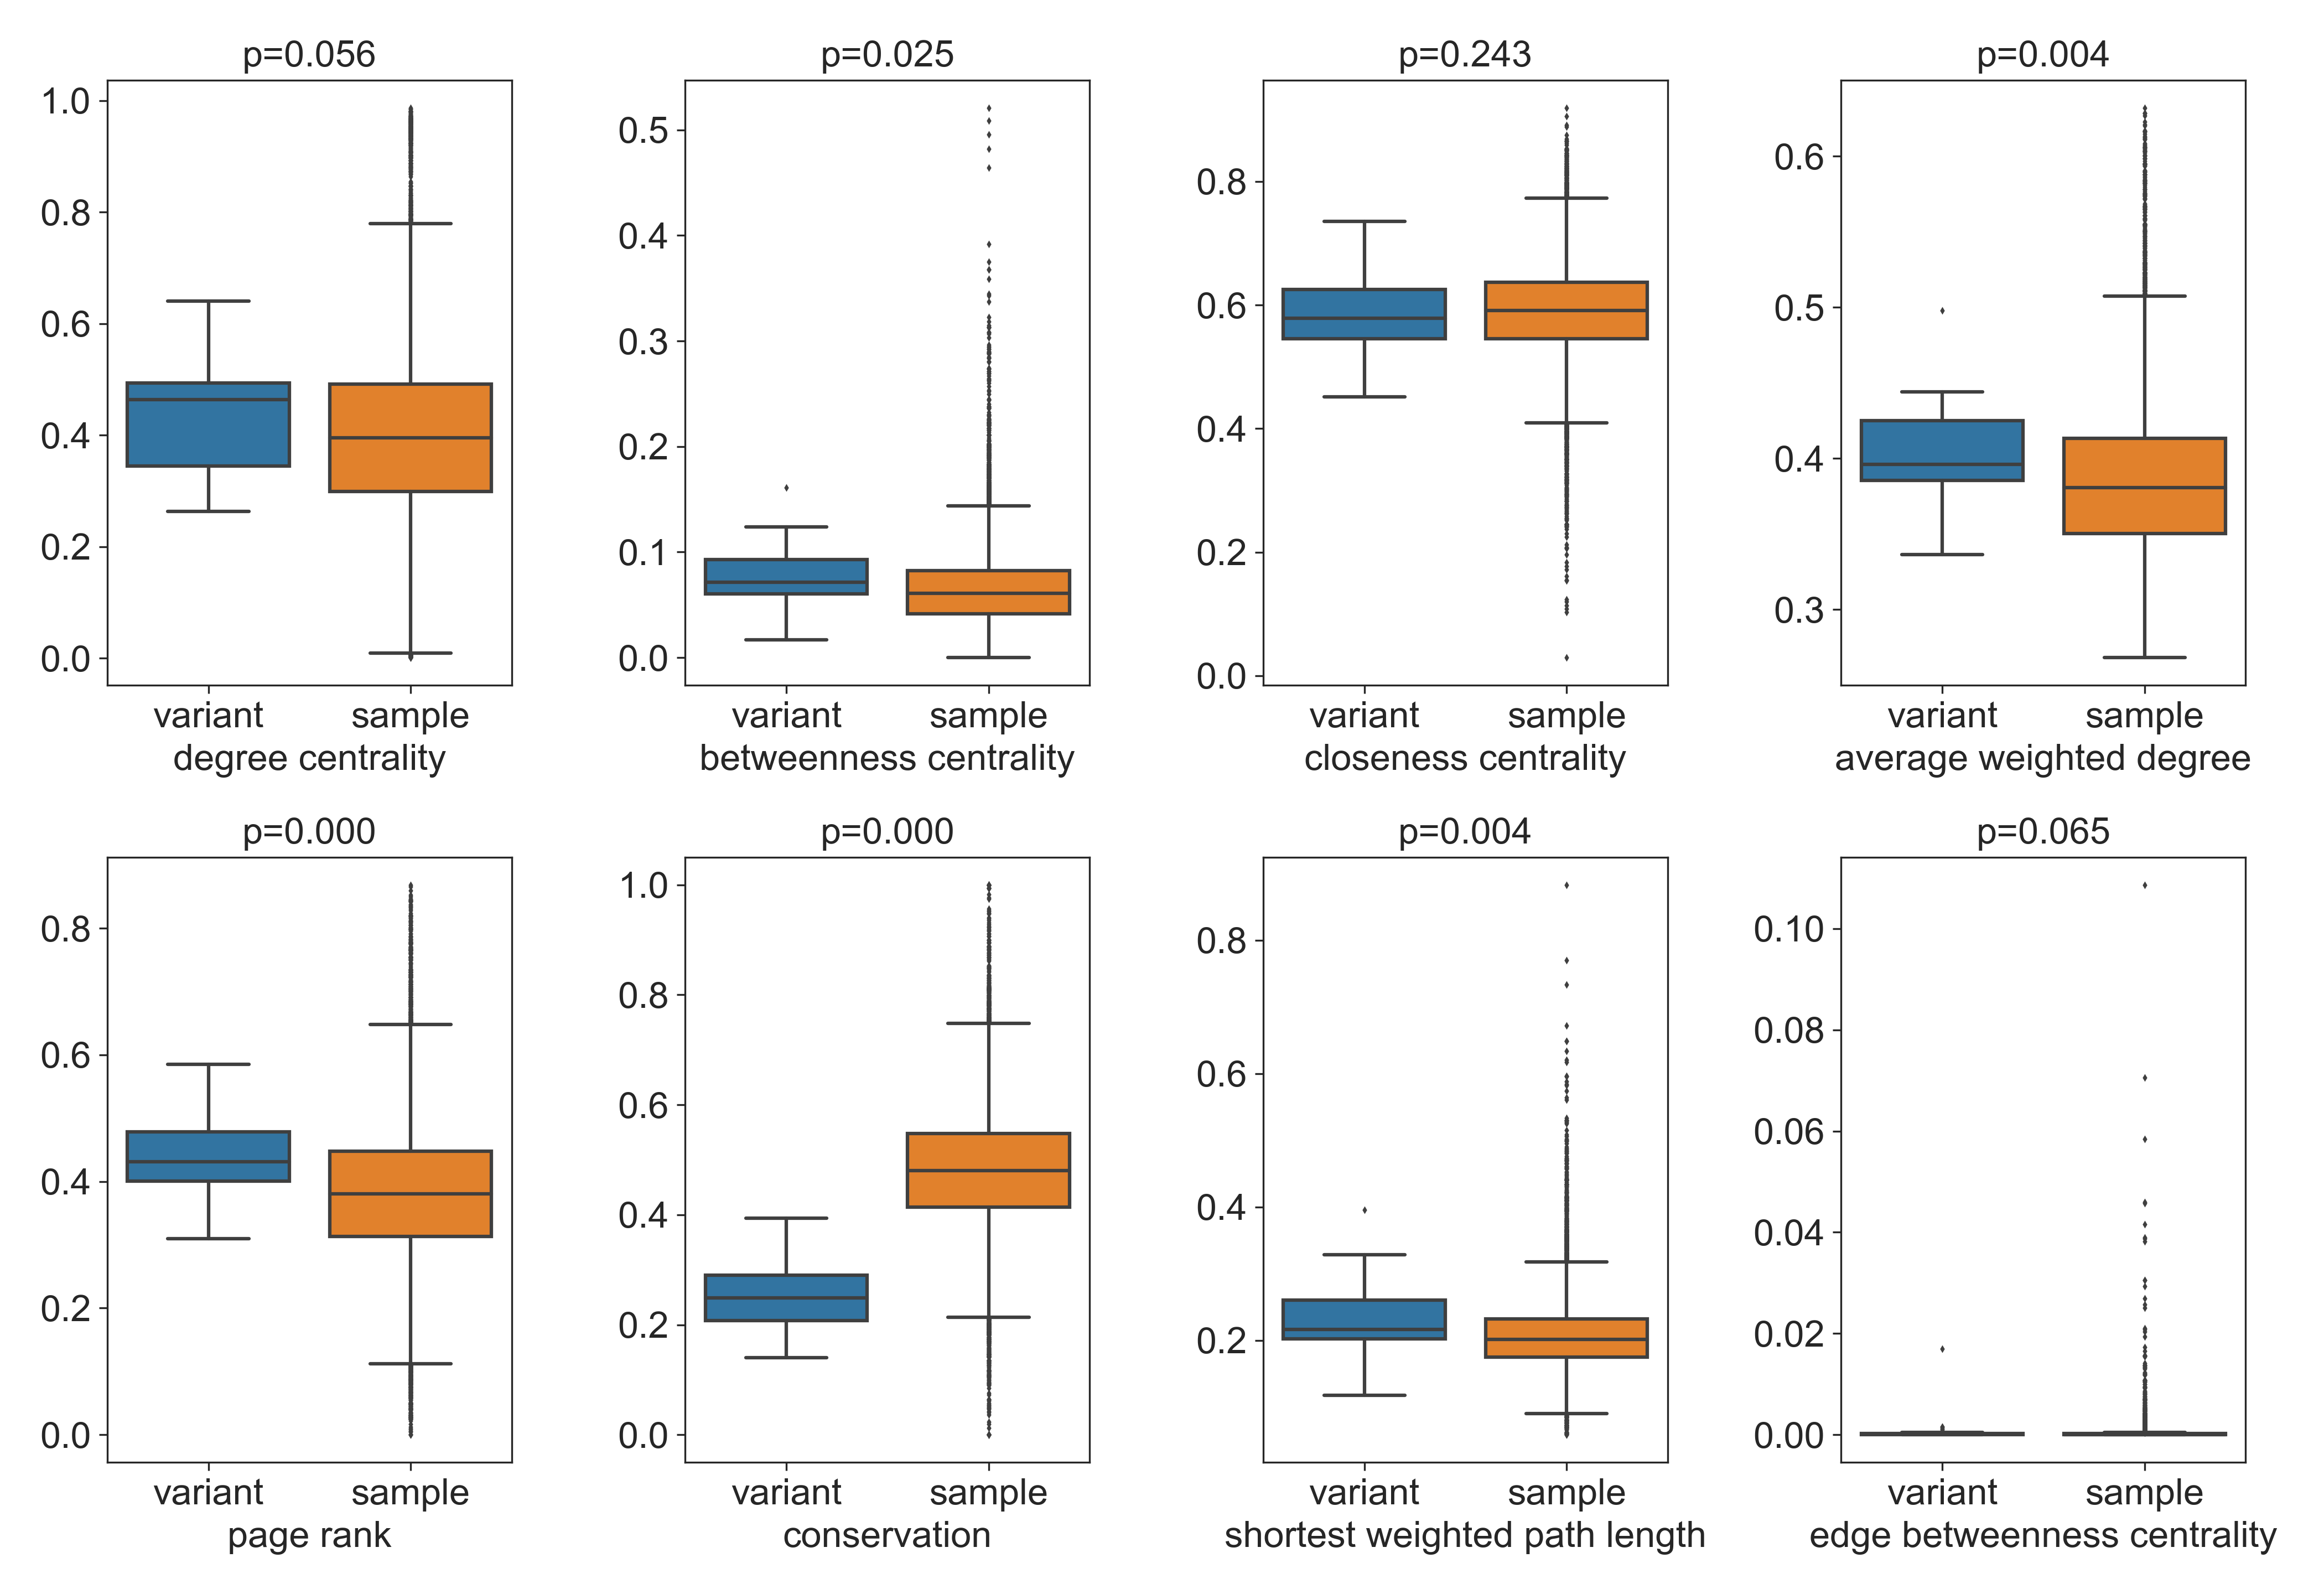 p=0.056
1.0
0.8
0.6
0.4
0.2
0.0
variant sample
degree centrality
p=0.025
0.5
0.4
0.3
0.2
0.1
0.0
variant sample
betweenness centrality
p=0.243
0.8
0.6
0.4
0.2
0.0
variant sample
closeness centrality
p=0.004
0.6
0.5
0.4
0.3
variant sample
average weighted degree
p=0.000
0.8
0.6
0.4
0.2
0.0
variant sample
page rank
p=0.000
1.0
0.8
0.6
0.4
0.2
0.0
variant sample
conservation
p=0.004
0.8
0.6
0.4
0.2
variant sample
shortest weighted path length
p=0.065
0.10
0.08
0.06
0.04
0.02
0.00
variant sample
edge betweenness centrality